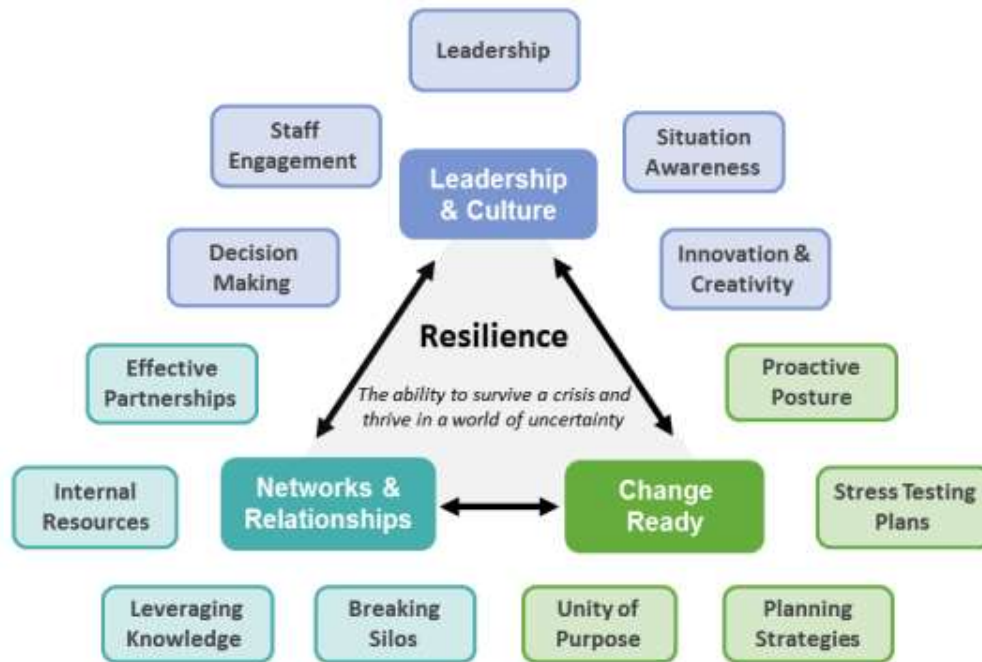 Leadership
Staff
Engagement
Situation
Awareness
Leadership
& Culture
Decision
Making
Innovation &
Creativity
Resilience
The ability to survive a crisis and
thrive in a world of uncertainty
Effective
Partnerships
Proactive
Posture
Internal
Resources
Networks &
Relationships
Change
Ready
Stress Testing
Plans
Leveraging
Knowledge
Breaking
Silos
Unity of
Purpose
Planning
Strategies